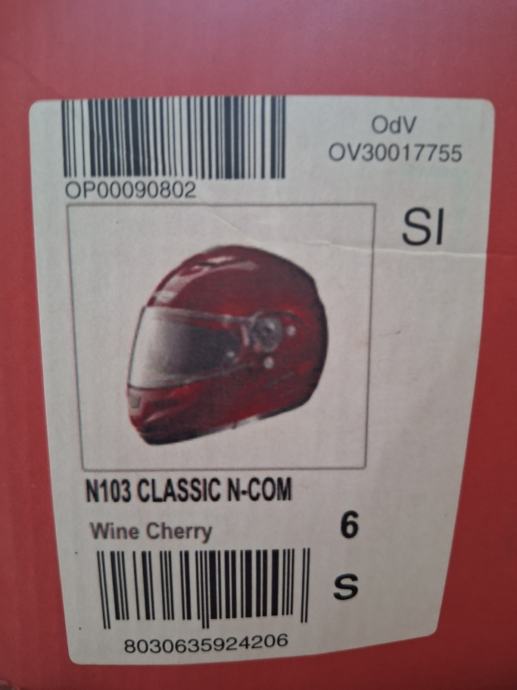 OdV
OV30017755
OP00090802
SI
N103 CLASSIC N-COM
Wine Cherry
6
S
8030635924206